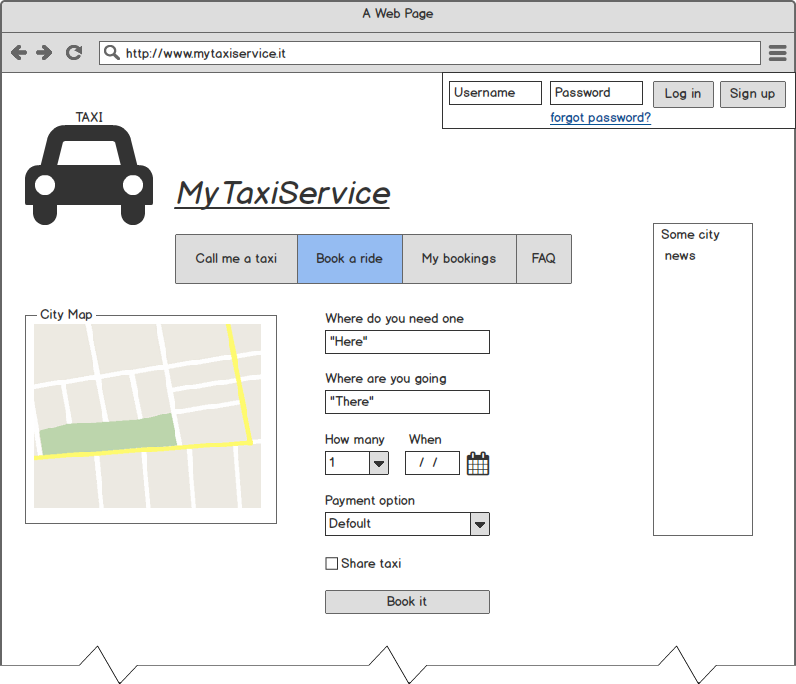 A Web Page
http://www.mytaxiservice.it
Username
Password
Log in
Sign up
forgot password?
TAXI
MyTaxiService
Call me a taxi
Book a ride
My bookings
FAQ
Some city
news
City Map
Where do you need one
"Here"
Where are you going
"There"
How many
When
1
/ /
Payment option
Default
Share taxi
Book it